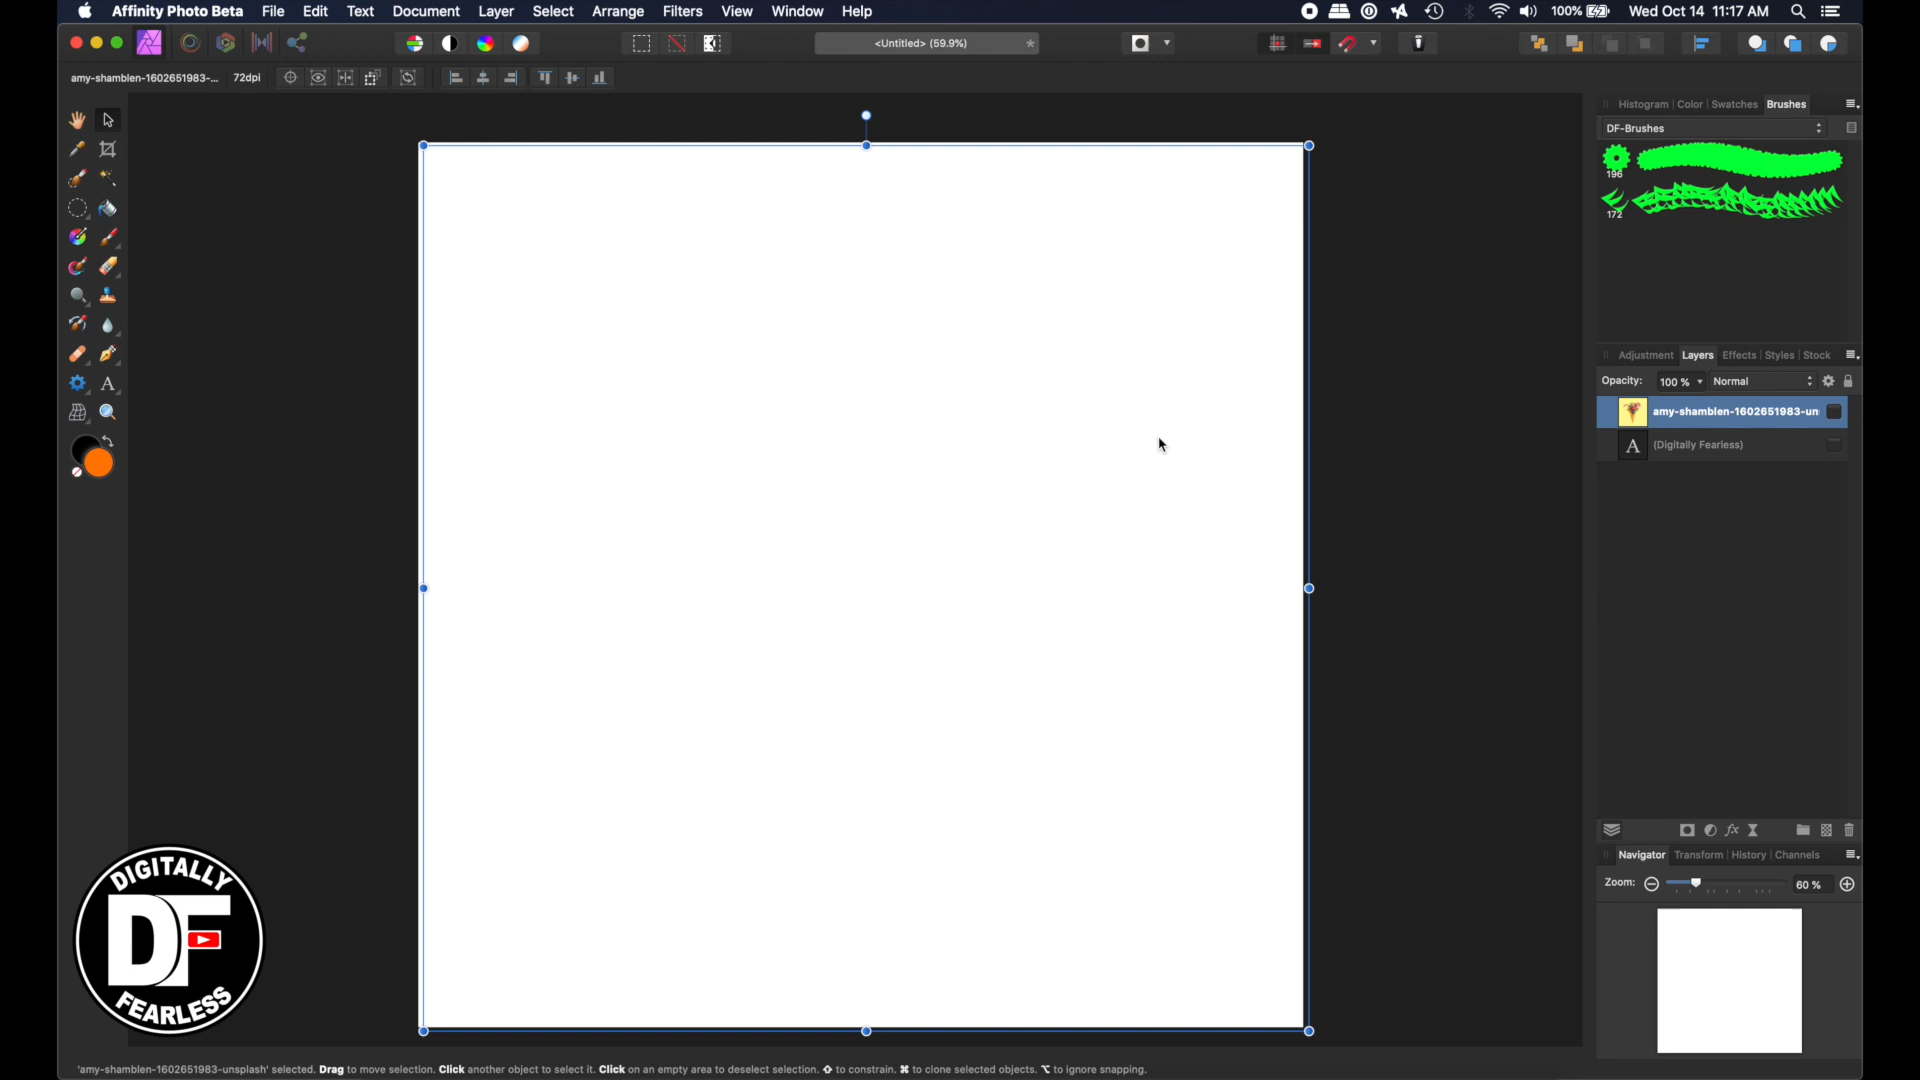 Affinity Photo Beta File Edit Text Document Layer Select Arrange Filters View Window Help 100% Wed Oct 14 11:17 AM
<Untitled> (59.9%)
amy-shamblen-1602651983-... 72dpi
Histogram Color Swatches Brushes
DF-Brushes
196
172
Adjustment Layers Effects Styles Stock
Opacity: 100 % Normal
amy-shamblen-1602651983-un
A (Digitally Fearless)
fx
Navigator Transform History Channels
Zoom: 60 %
DIGITALLY
DF
FEARLESS
'amy-shamblen-1602651983-unsplash' selected. Drag to move selection. Click another object to select it. Click on an empty area to deselect selection. ⇧ to constrain. ⌘ to clone selected objects. ⌥ to ignore snapping.